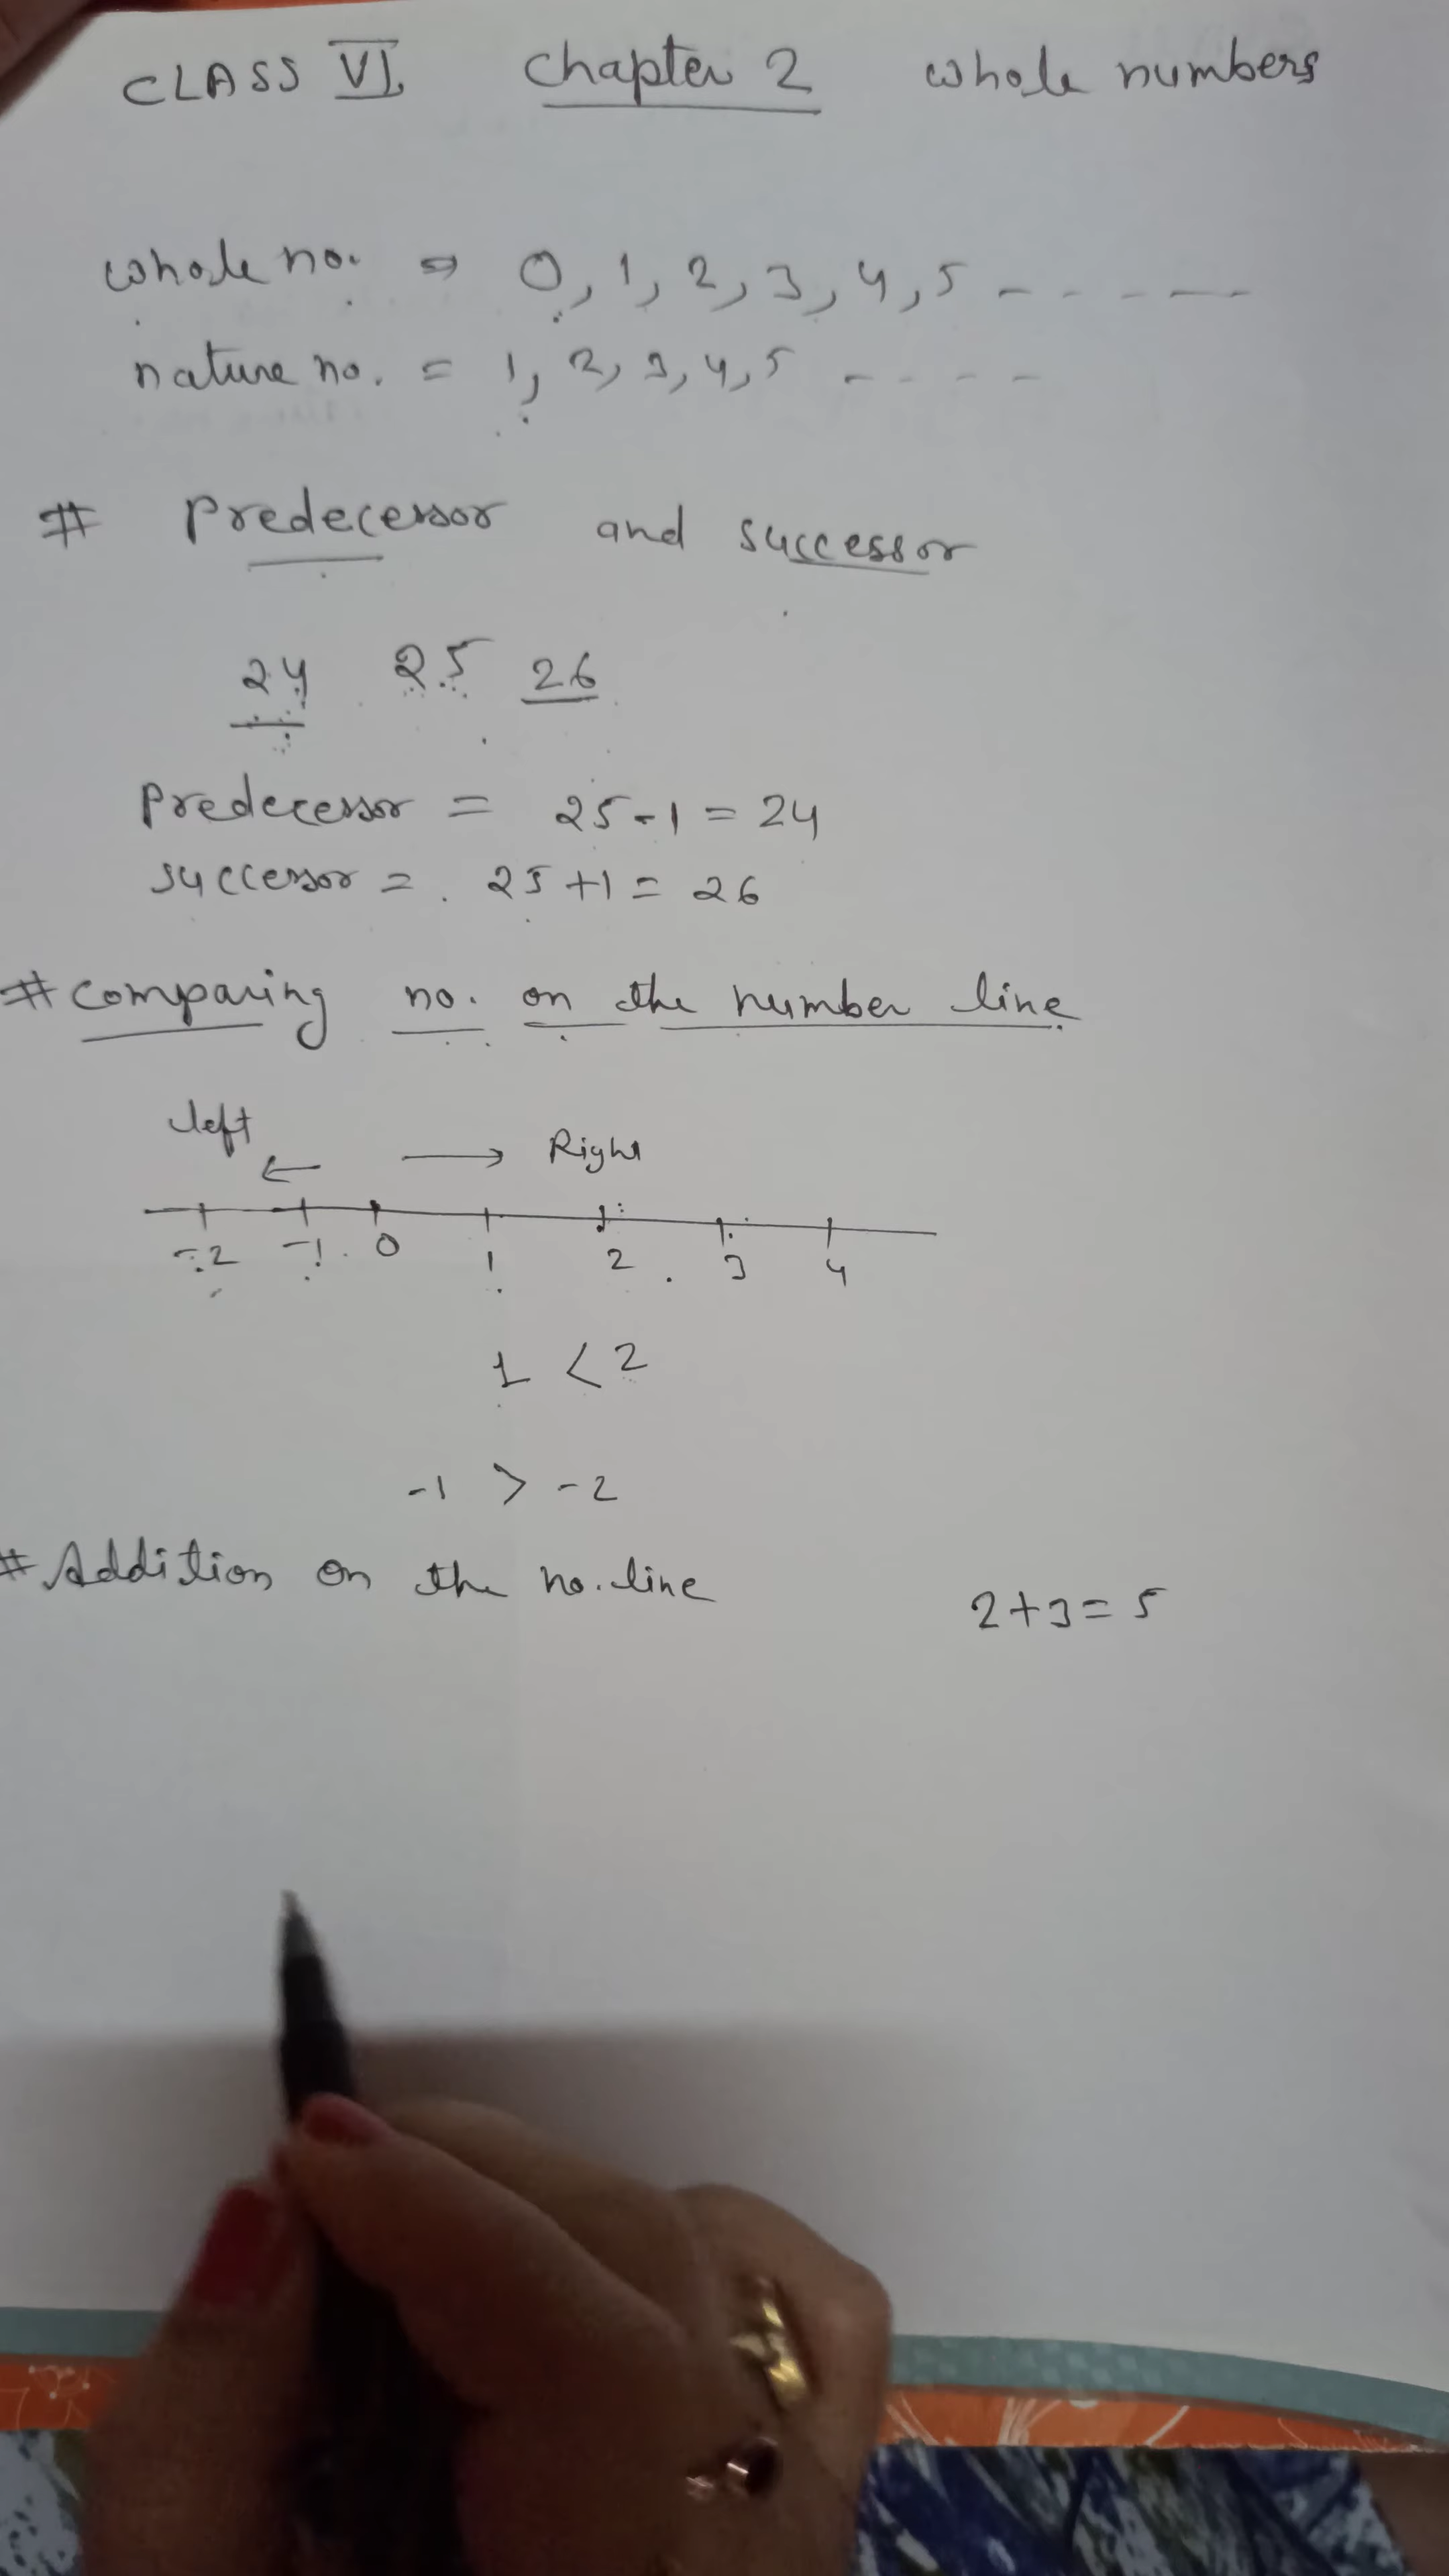 CLASS VI Chapter 2 whole numbers
whole no. ⇒ 0, 1, 2, 3, 4, 5 - - - - -
nature no. = 1, 2, 3, 4, 5 - - - -
# Predecessor and successor
24 25 26
Predecessor = 25-1 = 24
successor = 25+1 = 26
# Comparing no. on the number line
left ← → Right
-2 -1 0 1 2 3 4
1 < 2
-1 > -2
# Addition on the no. line 2+3=5